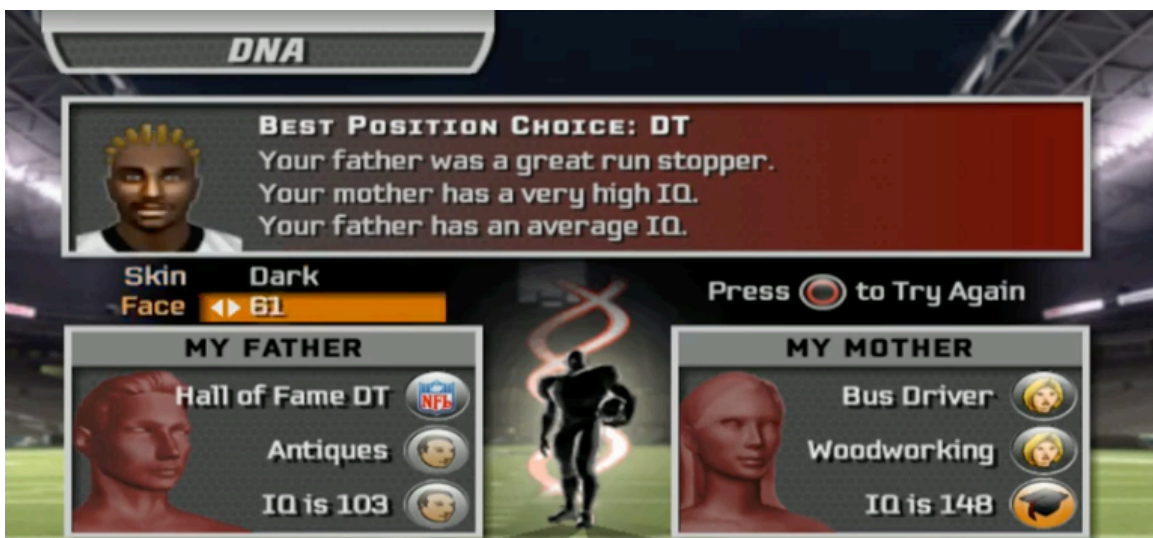 DNA
BEST POSITION CHOICE: DT
Your father was a great run stopper.
Your mother has a very high IQ.
Your father has an average IQ.
Skin Dark
Face 61
Press to Try Again
MY FATHER
Hall of Fame DT
NFL
Antiques
IQ is 103
MY MOTHER
Bus Driver
Woodworking
IQ is 148